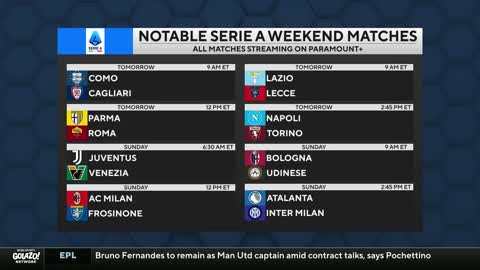 SERIE A
NOTABLE SERIE A WEEKEND MATCHES
ALL MATCHES STREAMING ON PARAMOUNT+
TOMORROW 9 AM ET
COMO
CAGLIARI
TOMORROW 9 AM ET
LAZIO
LECCE
TOMORROW 12 PM ET
PARMA
ROMA
TOMORROW 2:45 PM ET
NAPOLI
TORINO
SUNDAY 6:30 AM ET
JUVENTUS
VENEZIA
SUNDAY 9 AM ET
BOLOGNA
UDINESE
SUNDAY 12 PM ET
AC MILAN
FROSINONE
SUNDAY 2:45 PM ET
ATALANTA
INTER MILAN
GOLAZO!
NETWORK
EPL Bruno Fernandes to remain as Man Utd captain amid contract talks, says Pochettino